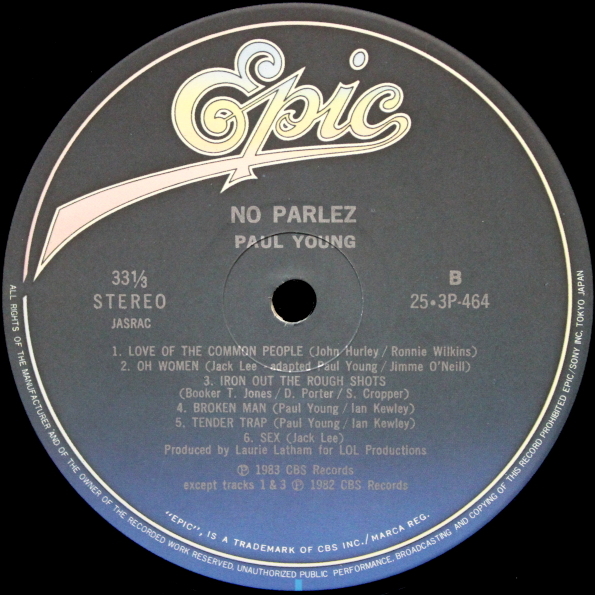 Epic
NO PARLEZ
PAUL YOUNG
33⅓
STEREO
JASRAC
B
25•3P-464
1. LOVE OF THE COMMON PEOPLE (John Hurley / Ronnie Wilkins)
2. OH WOMEN (Jack Lee - adapted Paul Young / Jimme O'Neill)
3. IRON OUT THE ROUGH SHOTS
(Booker T. Jones / D. Porter / S. Cropper)
4. BROKEN MAN (Paul Young / Ian Kewley)
5. TENDER TRAP (Paul Young / Ian Kewley)
6. SEX (Jack Lee)
Produced by Laurie Latham for LOL Productions
Ⓟ 1983 CBS Records
except tracks 1 & 3 Ⓟ 1982 CBS Records
"EPIC", IS A TRADEMARK OF CBS INC. / MARCA REG.
ALL RIGHTS OF THE MANUFACTURER AND OF THE OWNER OF THE RECORDED WORK RESERVED. UNAUTHORIZED PUBLIC PERFORMANCE, BROADCASTING AND COPYING OF THIS RECORD PROHIBITED EPIC/SONY INC. TOKYO JAPAN